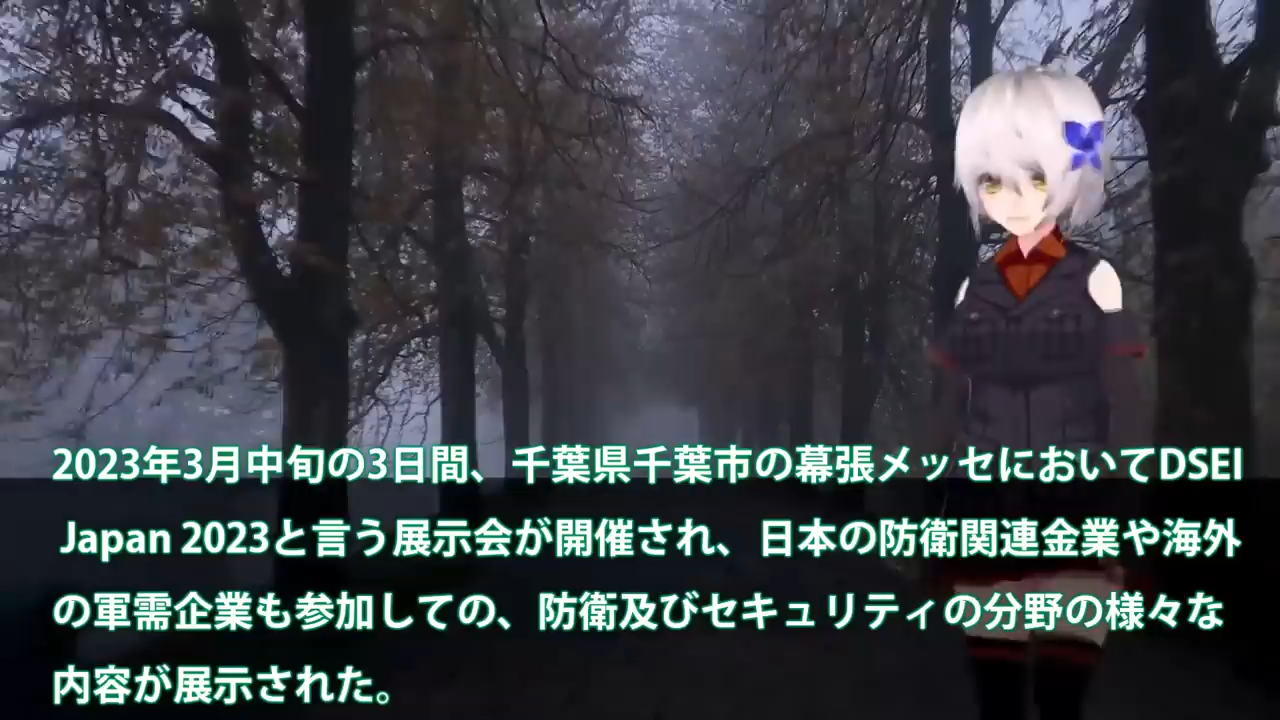 2023年3月中旬の3日間、千葉県千葉市の幕張メッセにおいてDSEI
Japan 2023と言う展示会が開催され、日本の防衛関連金業や海外
の軍需企業も参加しての、防衛及びセキュリティの分野の様々な
内容が展示された。